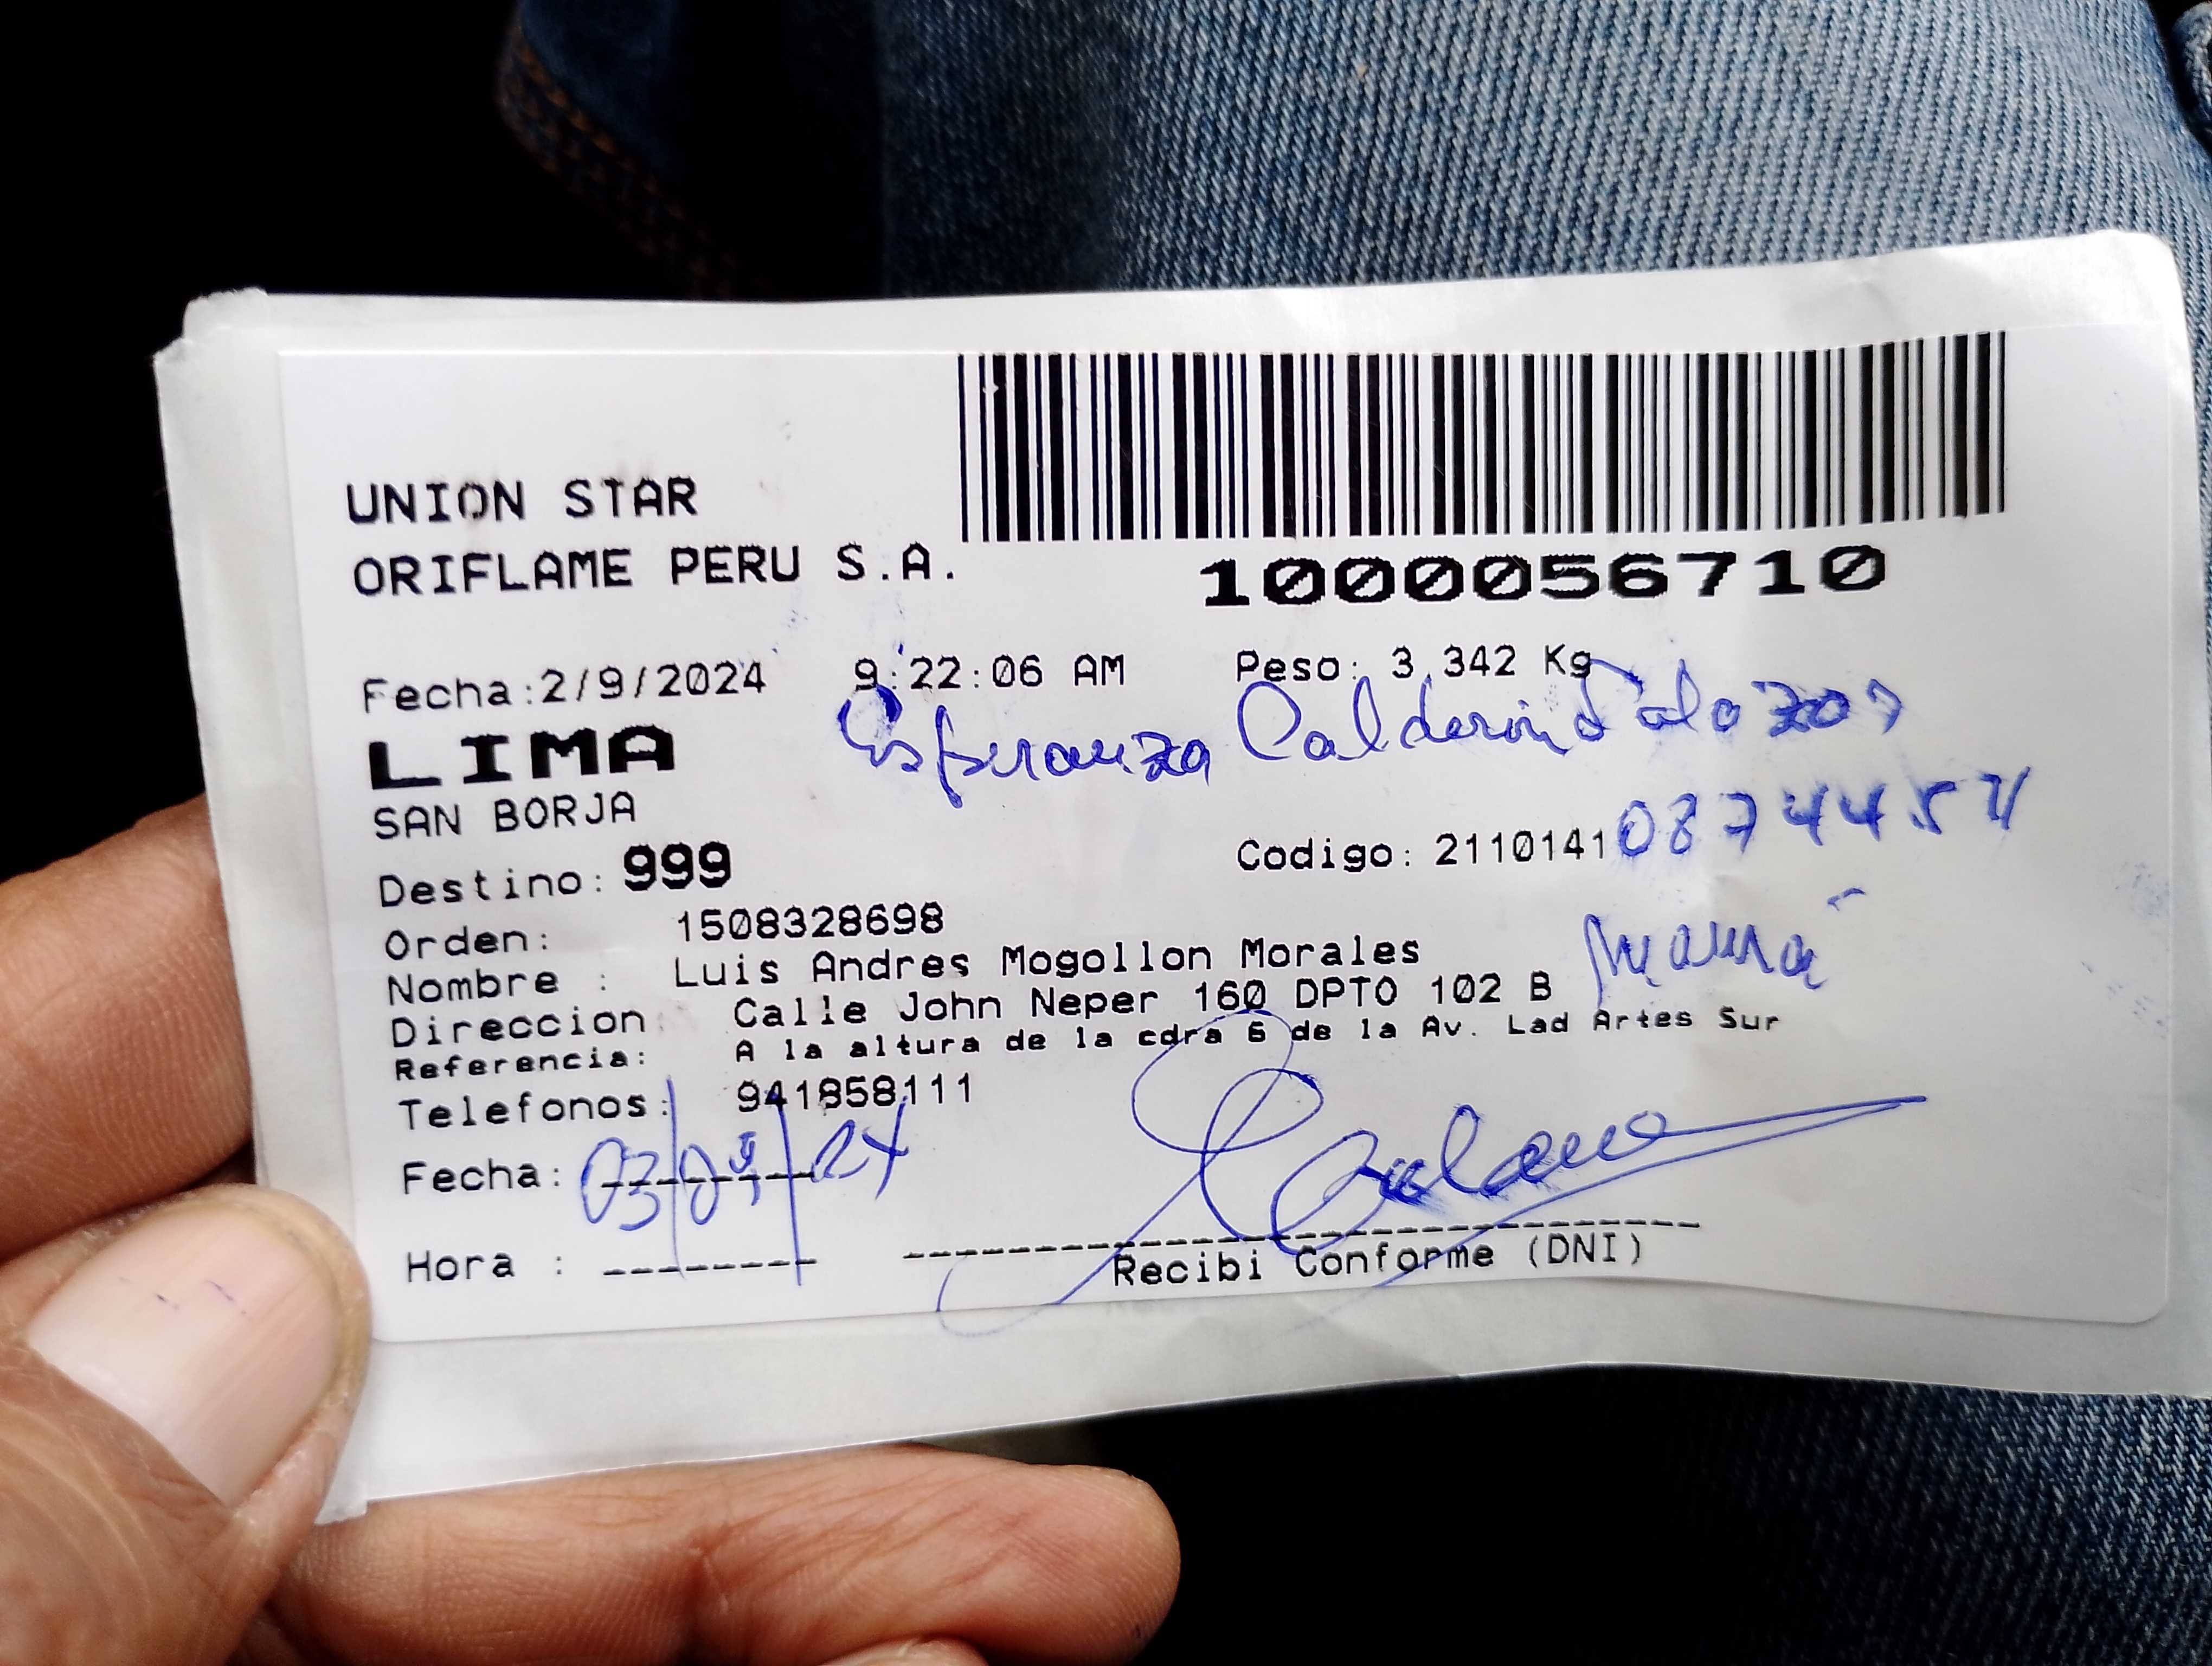 UNION STAR
ORIFLAME PERU S.A.
1000056710
Fecha:2/9/2024 9:22:06 AM Peso: 3,342 Kg
LIMA
Esperanza Calderón
SAN BORJA
Destino: 999
Codigo: 2110141
Orden: 1508328698
Nombre : Luis Andres Mogollon Morales
Mamá
Direccion: Calle John Neper 160 DPTO 102 B
Referencia: A la altura de la cdra 6 de la Av. Lad Artes Sur
Telefonos: 941858111
Fecha: 03/09/24
Hora :
Recibi Conforme (DNI)